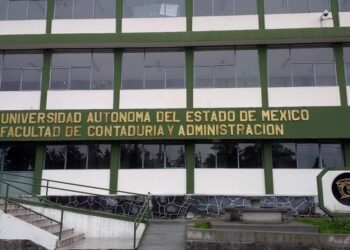 UNIVERSIDAD AUTONOMA DEL ESTADO DE MEXICO
FACULTAD DE CONTADURIA Y ADMINISTRACION